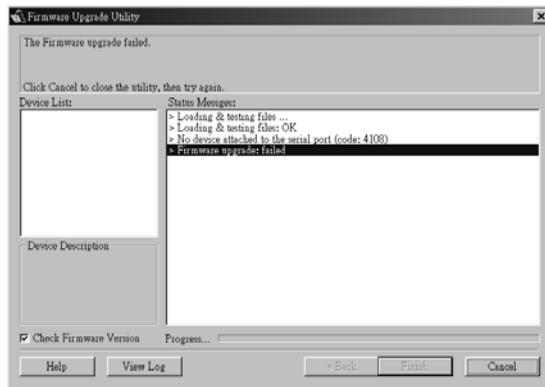 Firmware Upgrade Utility
The Firmware upgrade failed.
Click Cancel to close the utility, then try again.
Device List:
Status Messges:
> Loading & testing files ...
> Loading & testing files: OK
> No device attached to the serial port (code: 4108)
> Firmware upgrade: failed
Device Description
Check Firmware Version
Progress...
Help
View Log
< Back
Finish
Cancel